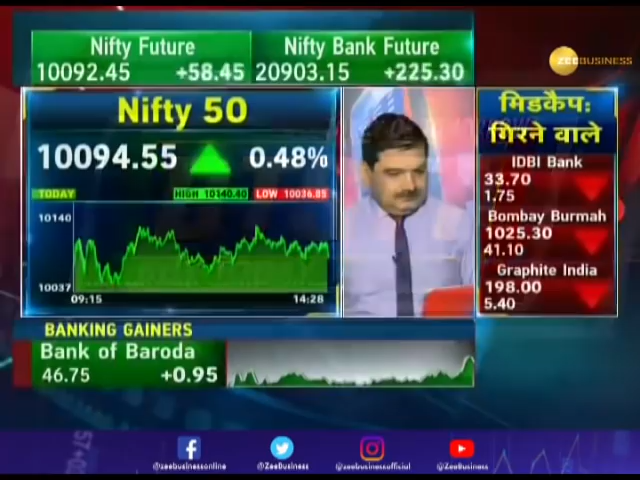 Nifty Future
10092.45 +58.45
Nifty Bank Future
20903.15 +225.30
ZEEBUSINESS
Nifty 50
10094.55 0.48%
TODAY HIGH 10140.40 LOW 10036.85
10140
10037
09:15 14:28
मिडकैप:
गिरने वाले
IDBI Bank
33.70
1.75
Bombay Burmah
1025.30
41.10
Graphite India
198.00
5.40
BANKING GAINERS
Bank of Baroda
46.75 +0.95
@zeebusinessonline
@ZeeBusiness
@zeebusinessofficial
@ZeeBusiness